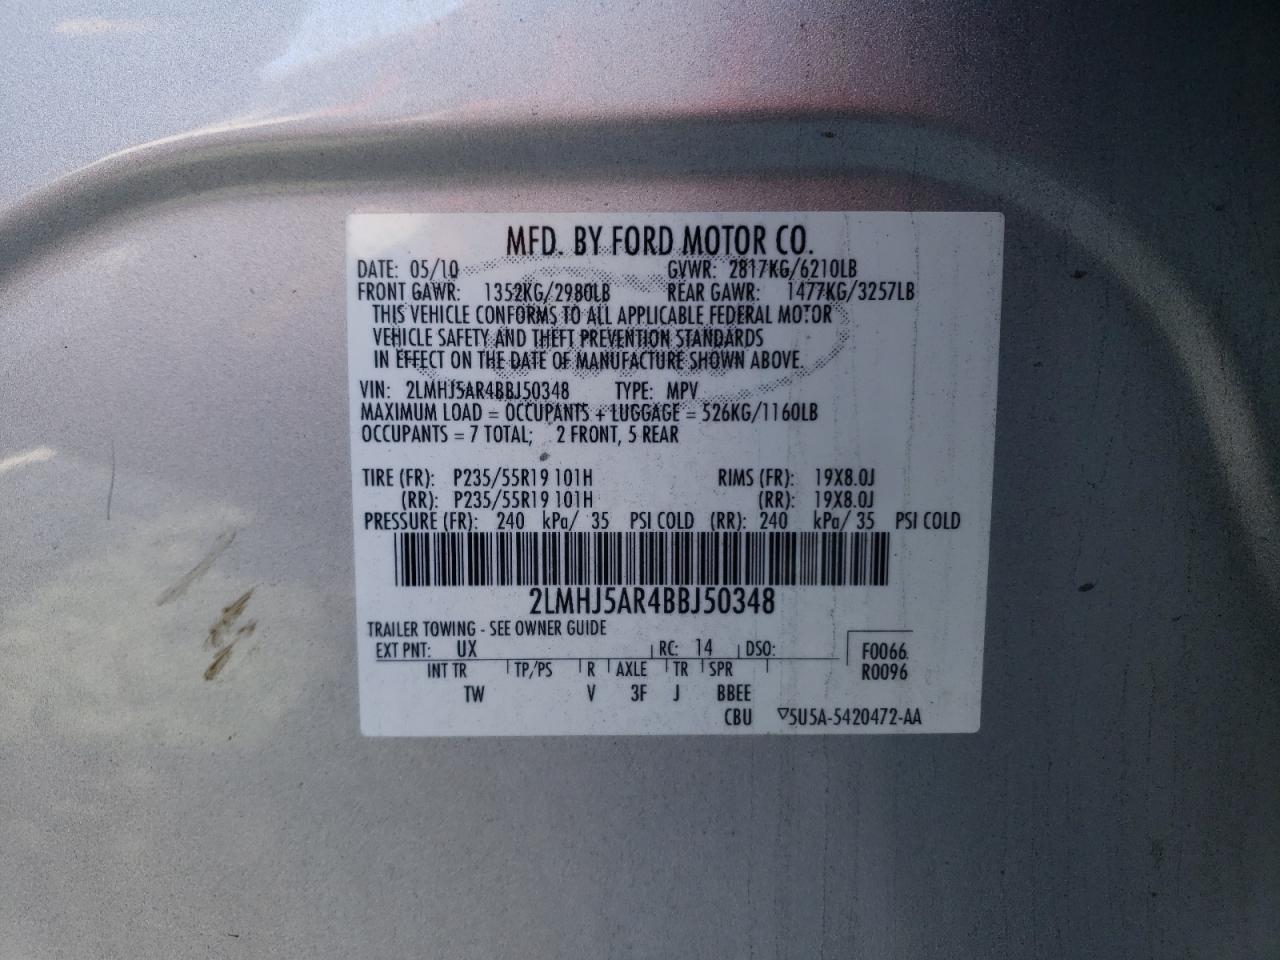 MFD. BY FORD MOTOR CO.
DATE: 05/10 GVWR: 2817KG/6210LB
FRONT GAWR: 1352KG/2980LB REAR GAWR: 1477KG/3257LB
THIS VEHICLE CONFORMS TO ALL APPLICABLE FEDERAL MOTOR
VEHICLE SAFETY AND THEFT PREVENTION STANDARDS
IN EFFECT ON THE DATE OF MANUFACTURE SHOWN ABOVE.
VIN: 2LMHJ5AR4BBJ50348 TYPE: MPV
MAXIMUM LOAD = OCCUPANTS + LUGGAGE = 526KG/1160LB
OCCUPANTS = 7 TOTAL; 2 FRONT, 5 REAR
TIRE (FR): P235/55R19 101H RIMS (FR): 19X8.0J
(RR): P235/55R19 101H (RR): 19X8.0J
PRESSURE (FR): 240 kPa/ 35 PSI COLD (RR): 240 kPa/ 35 PSI COLD
2LMHJ5AR4BBJ50348
TRAILER TOWING - SEE OWNER GUIDE
EXT PNT: UX RC: 14 DSO: F0066
INT TR TP/PS R AXLE TR SPR R0096
TW V 3F J BBEE
CBU ▽5U5A-5420472-AA